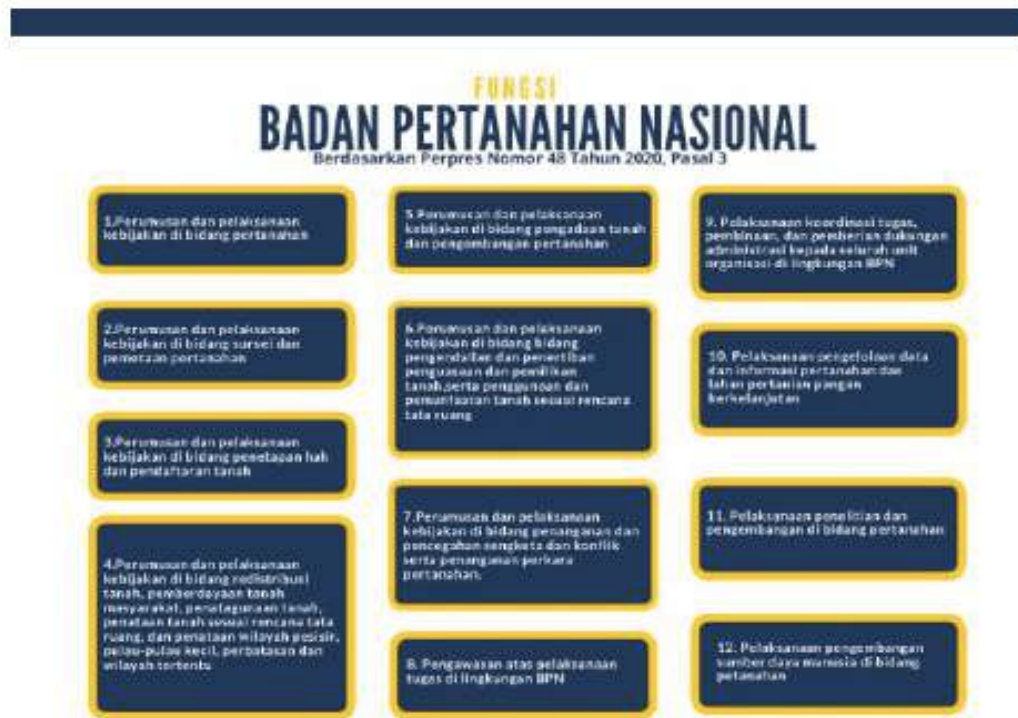 FUNGSI
BADAN PERTANAHAN NASIONAL
Berdasarkan Perpres Nomor 48 Tahun 2020, Pasal 3
1.Perumusan dan pelaksanaan
kebijakan di bidang pertanahan
2.Perumusan dan pelaksanaan
kebijakan di bidang survei dan
pemetaan pertanahan
3.Perumusan dan pelaksanaan
kebijakan di bidang penetapan hak
dan pendaftaran tanah
4.Perumusan dan pelaksanaan
kebijakan di bidang redistribusi
tanah, pemberdayaan tanah
masyarakat, penatagunaan tanah,
penataan tanah sesuai rencana tata
ruang, dan penataan wilayah pesisir,
pulau-pulau kecil, perbatasan dan
wilayah tertentu
5.Perumusan dan pelaksanaan
kebijakan di bidang pengadaan tanah
dan pengembangan pertanahan
6.Perumusan dan pelaksanaan
kebijakan di bidang bidang
pengendalian dan penertiban
penguasaan dan pemilikan
tanah,serta penggunaan dan
pemanfaatan tanah sesuai rencana
tata ruang
7.Perumusan dan pelaksanaan
kebijakan di bidang penanganan dan
pencegahan sengketa dan konflik
serta penanganan perkara
pertanahan.
8. Pengawasan atas pelaksanaan
tugas di lingkungan BPN
9. Pelaksanaan koordinasi tugas,
pembinaan, dan pemberian dukungan
administrasi kepada seluruh unit
organisasi di lingkungan BPN
10. Pelaksanaan pengelolaan data
dan informasi pertanahan dan
lahan pertanian pangan
berkelanjutan
11. Pelaksanaan penelitian dan
pengembangan di bidang pertanahan
12. Pelaksanaan pengembangan
sumber daya manusia di bidang
petanahan